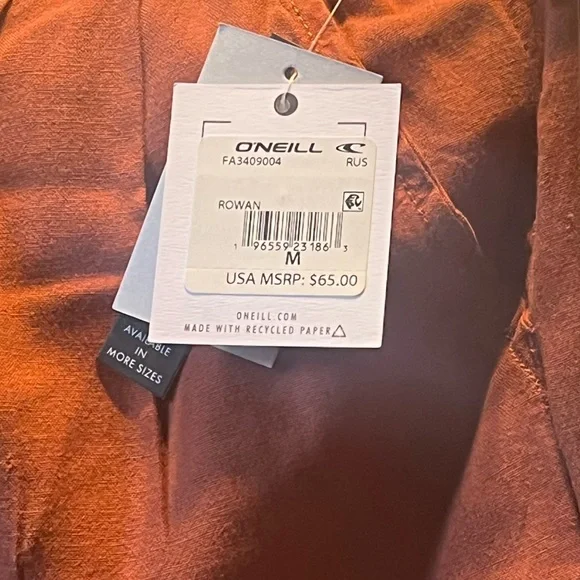 O'NEILL
FA3409004 RUS
ROWAN
1 96559 23186 3
M
USA MSRP: $65.00
ONEILL.COM
MADE WITH RECYCLED PAPER
AVAILABLE
IN
MORE SIZES